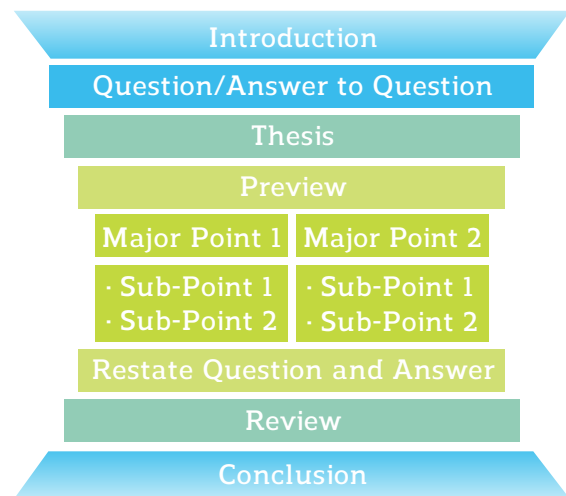 Introduction
Question/Answer to Question
Thesis
Preview
Major Point 1
Major Point 2
· Sub-Point 1
· Sub-Point 2
· Sub-Point 1
· Sub-Point 2
Restate Question and Answer
Review
Conclusion